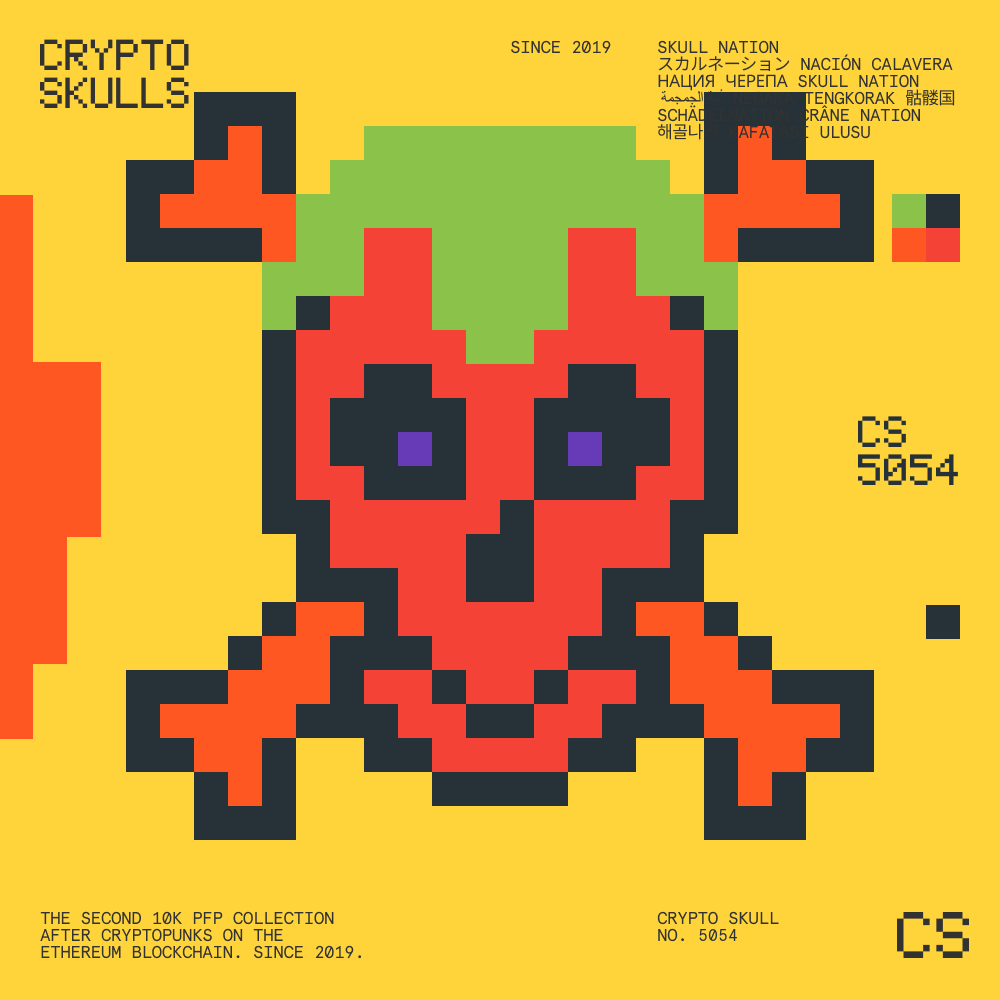 CRYPTO
SKULLS
SINCE 2019
SKULL NATION
スカルネーション NACIÓN CALAVERA
НАЦИЯ ЧЕРЕПА SKULL NATION
الجمجمة TENGKORAK 骷髅国
CRÂNE NATION
ULUSU
CS
5054
THE SECOND 10K PFP COLLECTION
AFTER CRYPTOPUNKS ON THE
ETHEREUM BLOCKCHAIN. SINCE 2019.
CRYPTO SKULL
NO. 5054
CS